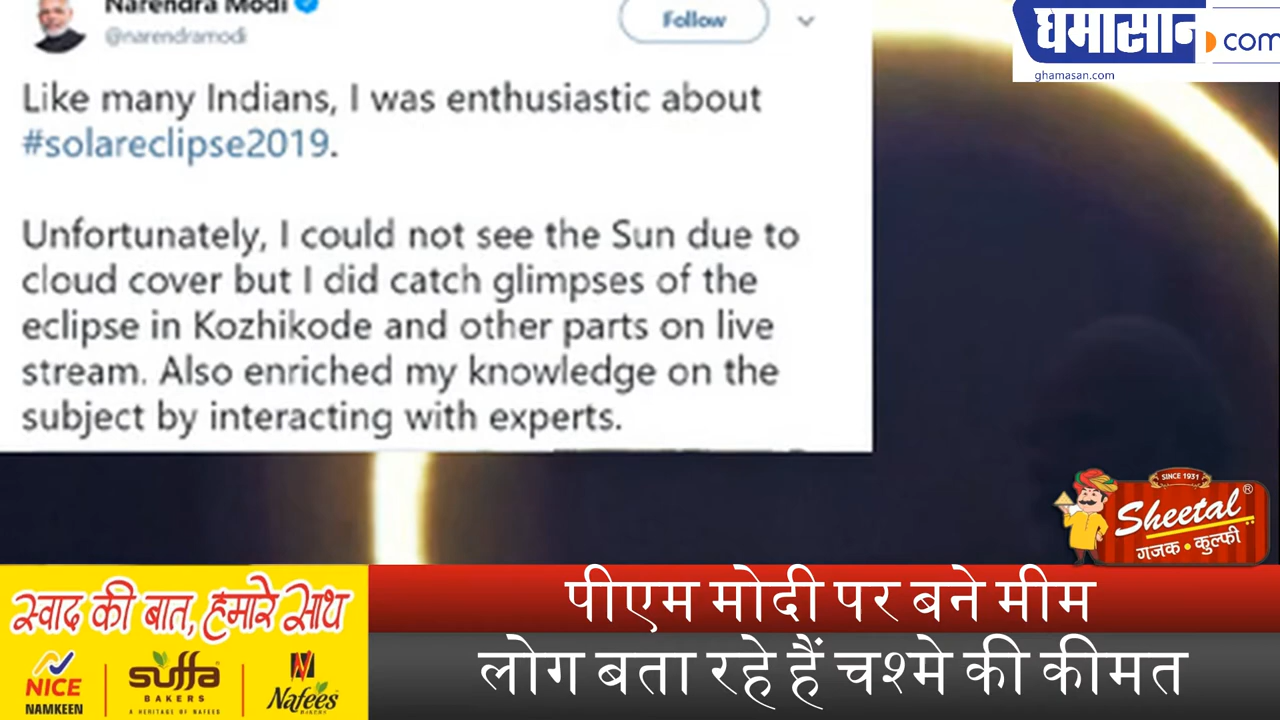 Narendra Modi
@narendramodi
Follow
Like many Indians, I was enthusiastic about
#solareclipse2019.
Unfortunately, I could not see the Sun due to
cloud cover but I did catch glimpses of the
eclipse in Kozhikode and other parts on live
stream. Also enriched my knowledge on the
subject by interacting with experts.
घमासान.com
ghamasan.com
SINCE 1931
Sheetal®
गजक • कुल्फी
स्वाद की बात, हमारे साथ
NICE
NAMKEEN
Suffa
BAKERS
A HERITAGE OF NAFEES
Nafees
BAKERS
पीएम मोदी पर बने मीम
लोग बता रहे हैं चश्मे की कीमत